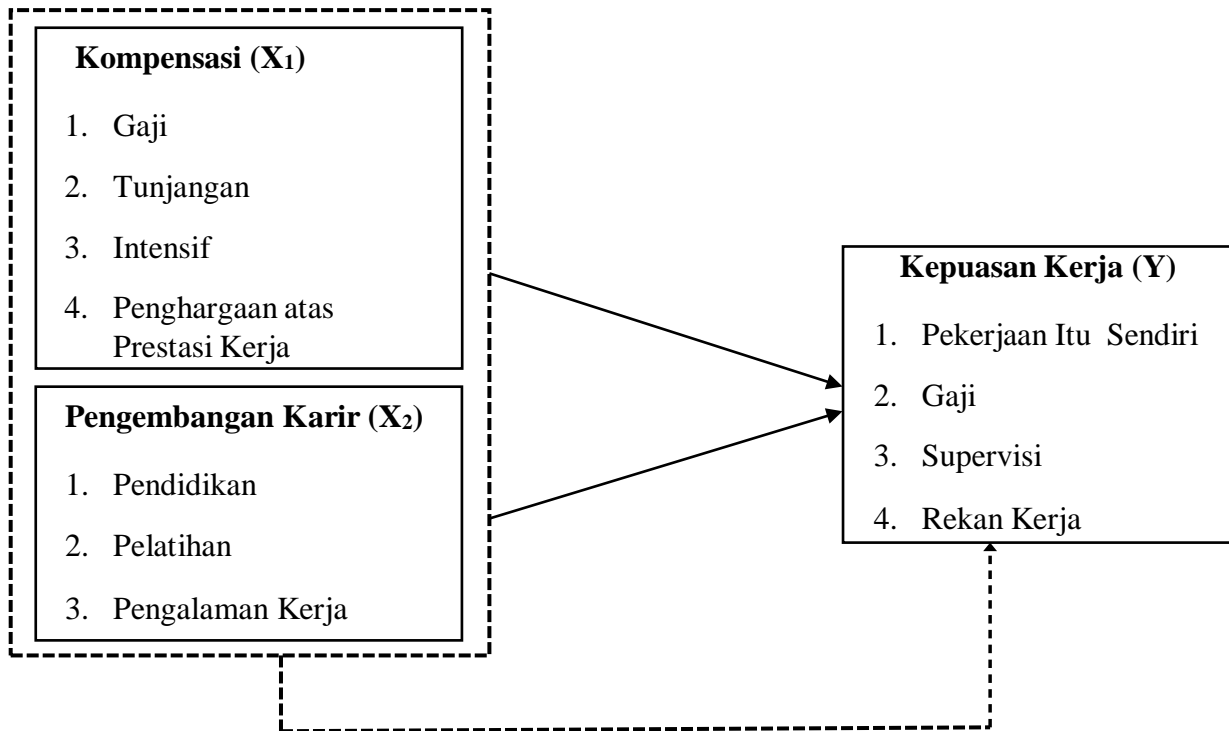 Kompensasi (X₁)
1. Gaji
2. Tunjangan
3. Intensif
4. Penghargaan atas
Prestasi Kerja
Pengembangan Karir (X₂)
1. Pendidikan
2. Pelatihan
3. Pengalaman Kerja
Kepuasan Kerja (Y)
1. Pekerjaan Itu Sendiri
2. Gaji
3. Supervisi
4. Rekan Kerja